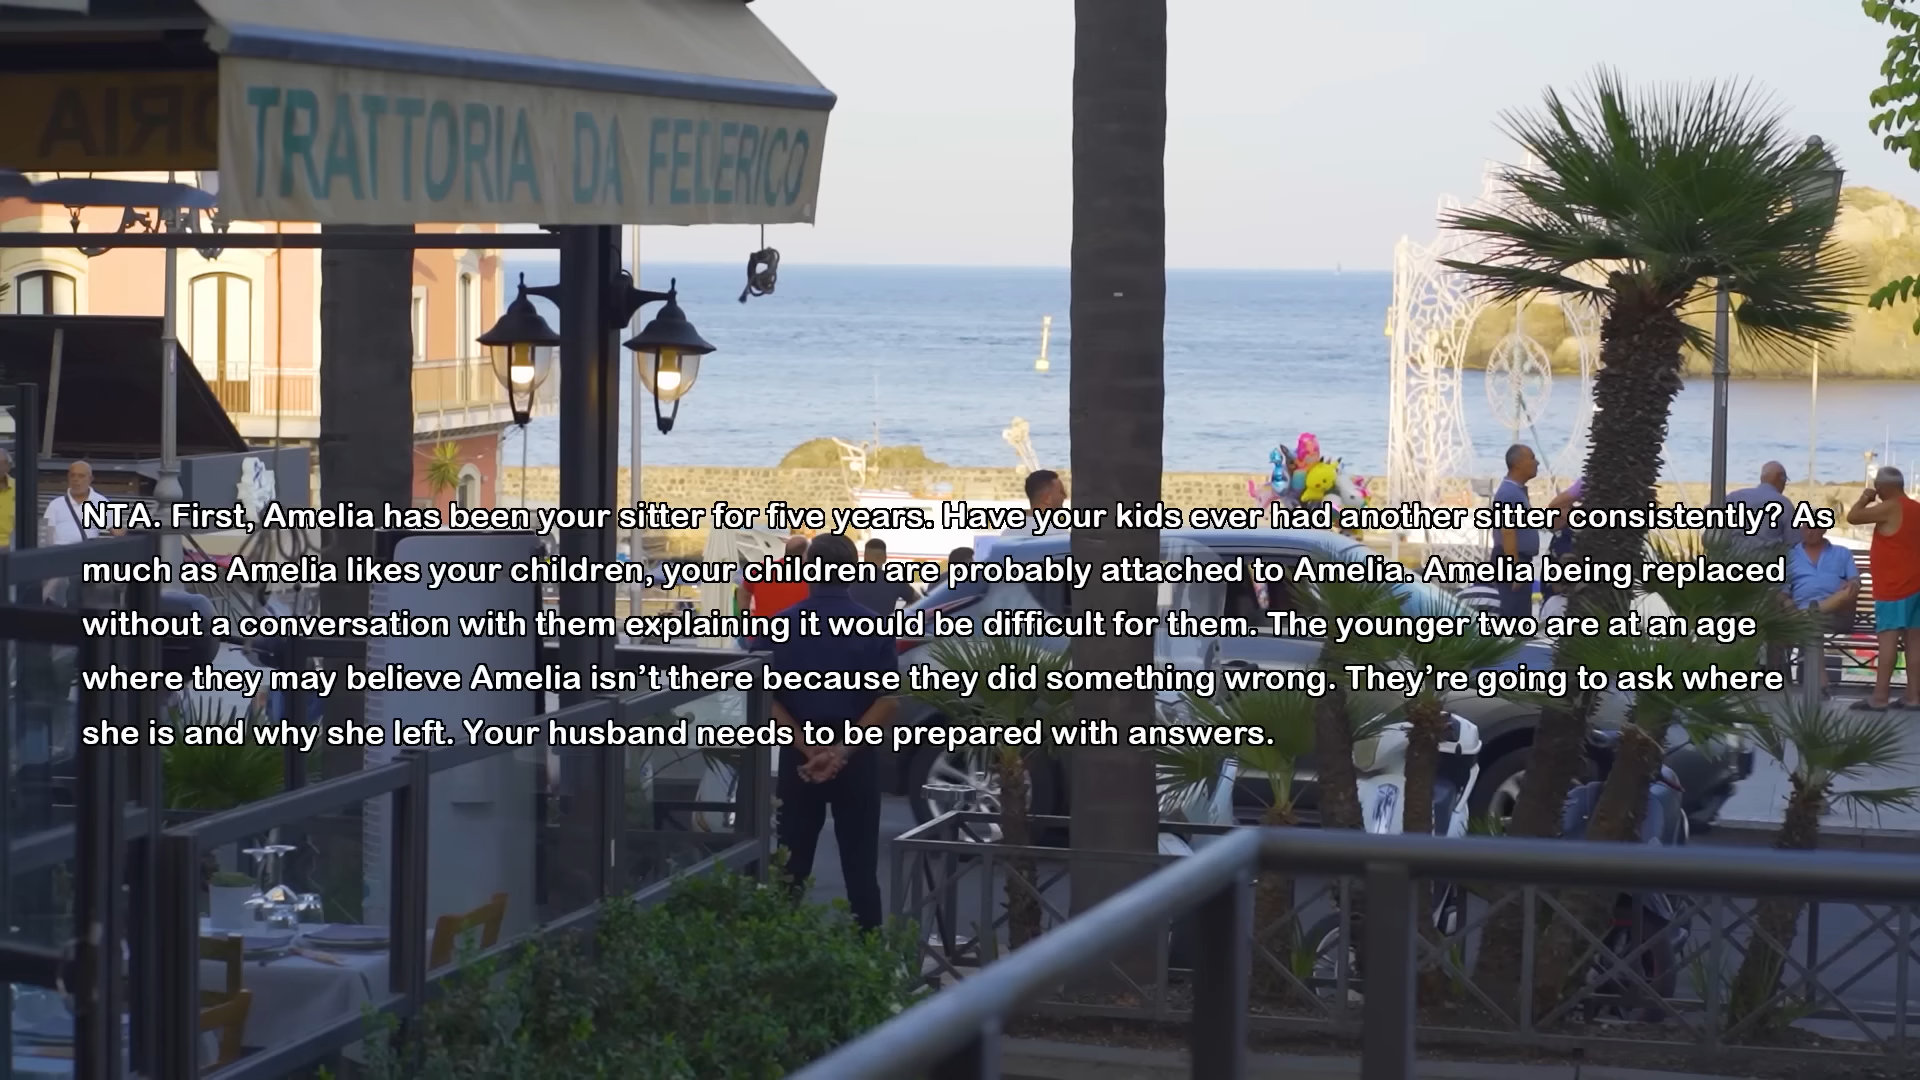 ORIA
TRATTORIA DA FEDERICO
NTA. First, Amelia has been your sitter for five years. Have your kids ever had another sitter consistently? As
much as Amelia likes your children, your children are probably attached to Amelia. Amelia being replaced
without a conversation with them explaining it would be difficult for them. The younger two are at an age
where they may believe Amelia isn’t there because they did something wrong. They’re going to ask where
she is and why she left. Your husband needs to be prepared with answers.